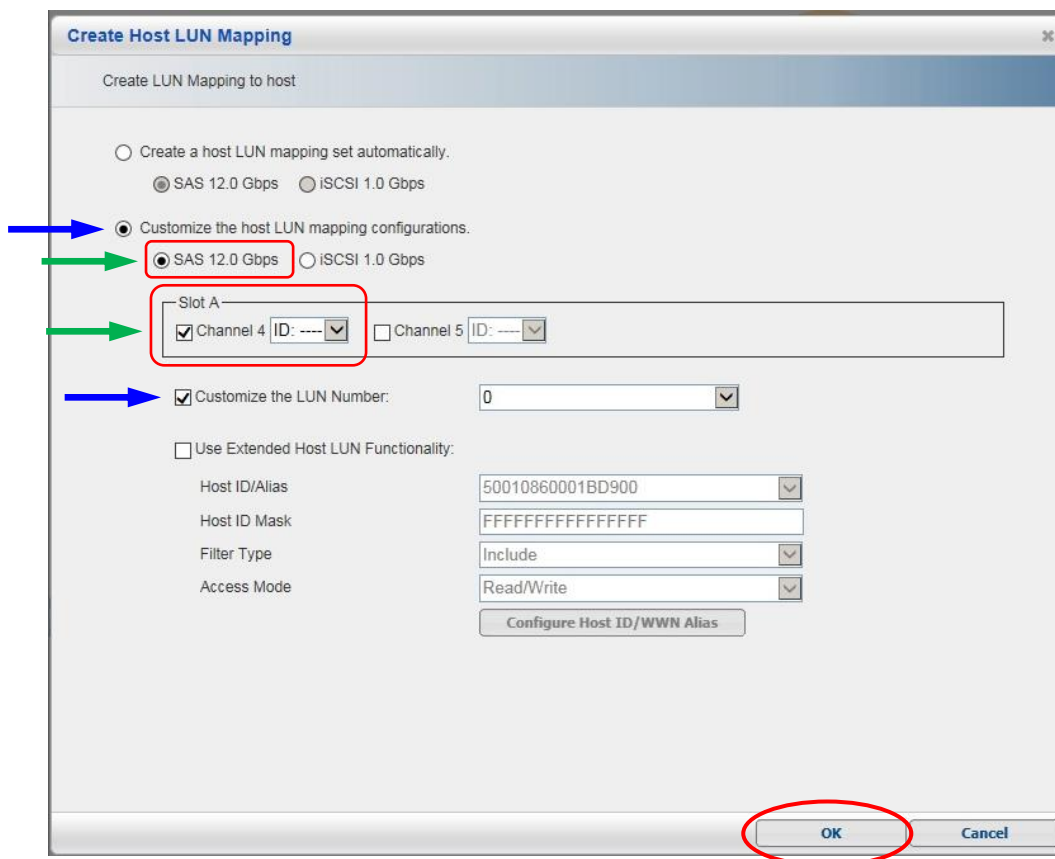 Create Host LUN Mapping
Create LUN Mapping to host
Create a host LUN mapping set automatically.
SAS 12.0 Gbps iSCSI 1.0 Gbps
Customize the host LUN mapping configurations.
SAS 12.0 Gbps iSCSI 1.0 Gbps
Slot A
Channel 4 ID: ---- Channel 5 ID: ----
Customize the LUN Number: 0
Use Extended Host LUN Functionality:
Host ID/Alias 50010860001BD900
Host ID Mask FFFFFFFFFFFFFFFF
Filter Type Include
Access Mode Read/Write
Configure Host ID/WWN Alias
OK Cancel